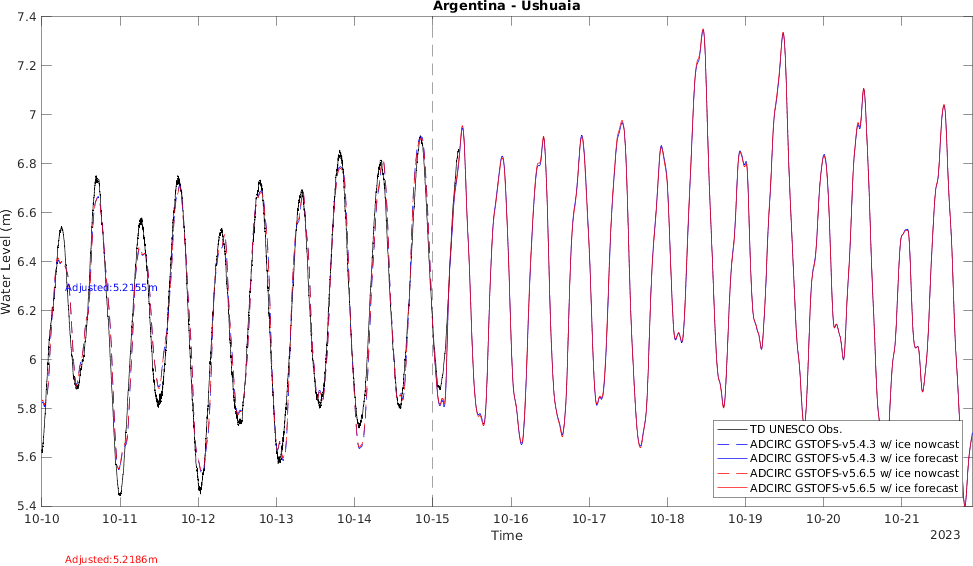 Argentina - Ushuaia
7.4
7.2
7
6.8
6.6
6.4
6.2
6
5.8
5.6
5.4
Water Level (m)
Adjusted:5.2155m
TD UNESCO Obs.
ADCIRC GSTOFS-v5.4.3 w/ ice nowcast
ADCIRC GSTOFS-v5.4.3 w/ ice forecast
ADCIRC GSTOFS-v5.6.5 w/ ice nowcast
ADCIRC GSTOFS-v5.6.5 w/ ice forecast
10-10 10-11 10-12 10-13 10-14 10-15 10-16 10-17 10-18 10-19 10-20 10-21
Time
2023
Adjusted:5.2186m